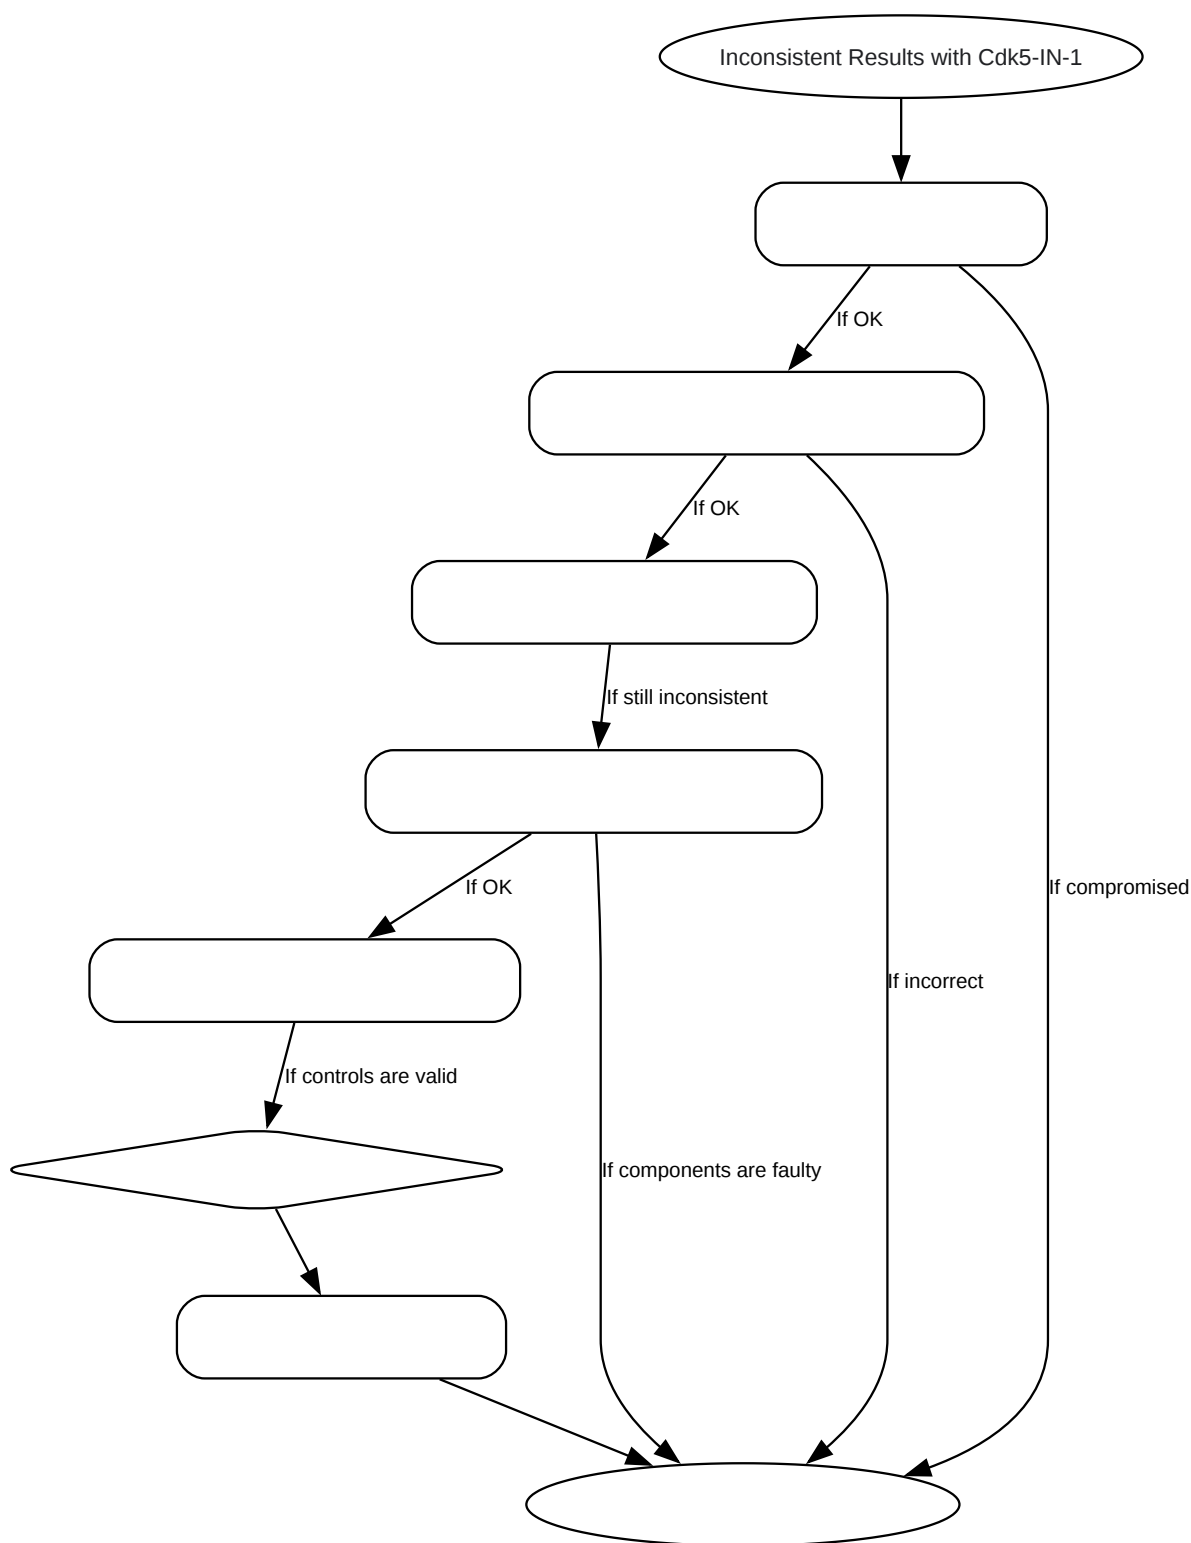 Inconsistent Results with Cdk5-IN-1
If OK
If OK
If still inconsistent
If OK
If compromised
If incorrect
If controls are valid
If components are faulty